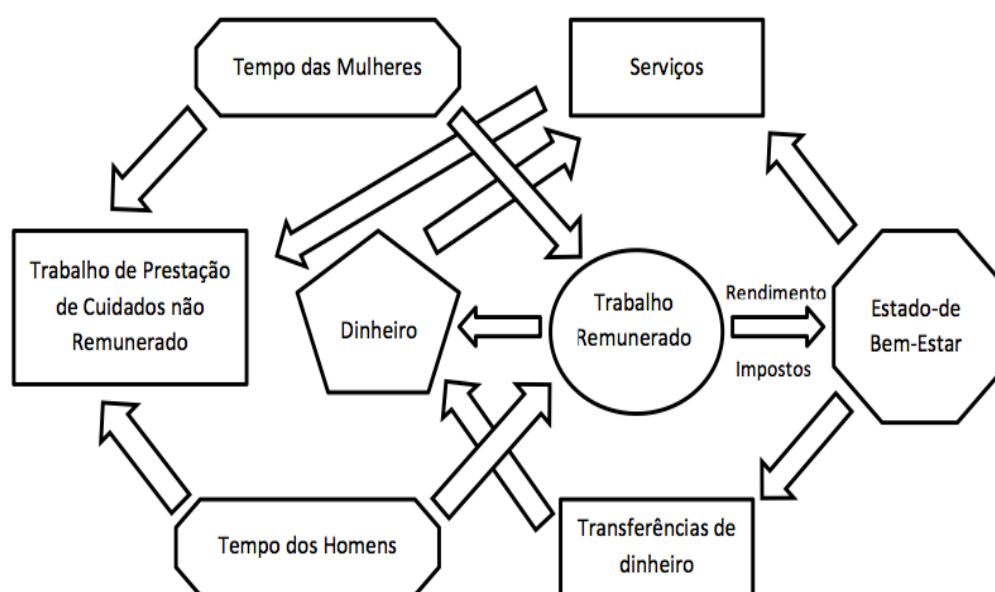 Tempo das Mulheres
Serviços
Trabalho de Prestação
de Cuidados não
Remunerado
Dinheiro
Trabalho
Remunerado
Rendimento
Impostos
Estado-de
Bem-Estar
Tempo dos Homens
Transferências de
dinheiro